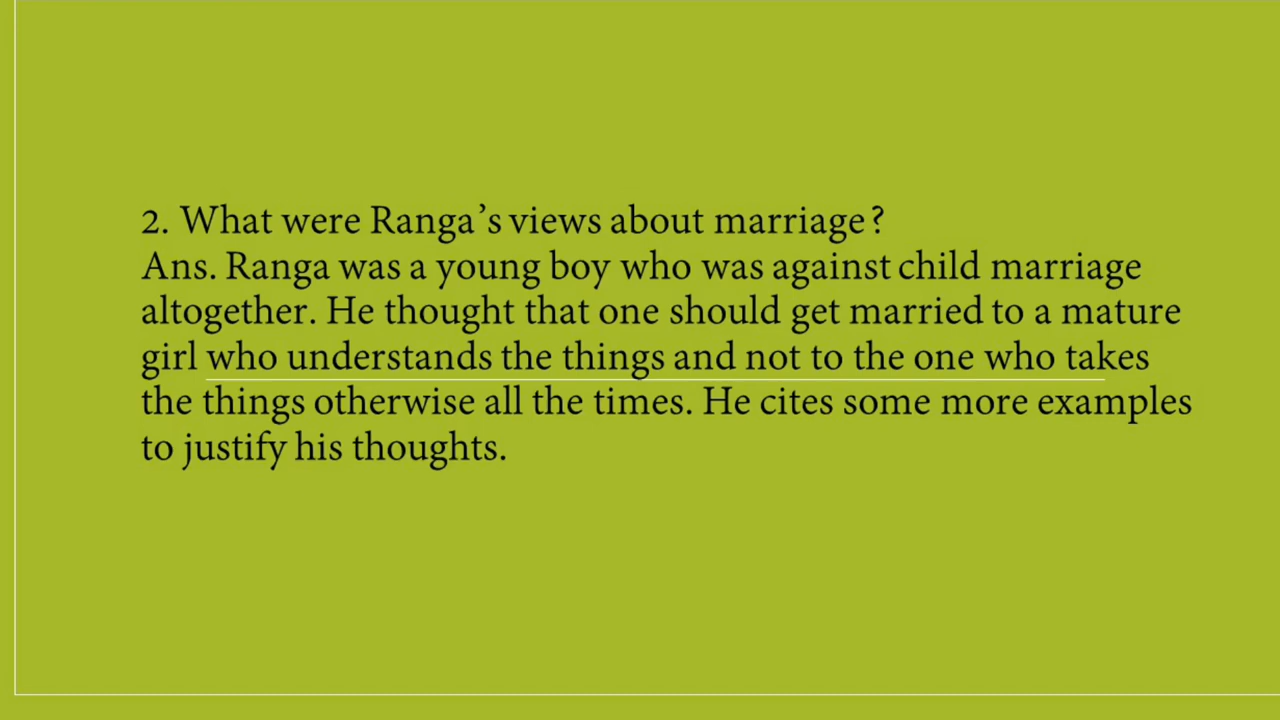 2. What were Ranga's views about marriage?
Ans. Ranga was a young boy who was against child marriage
altogether. He thought that one should get married to a mature
girl who understands the things and not to the one who takes
the things otherwise all the times. He cites some more examples
to justify his thoughts.